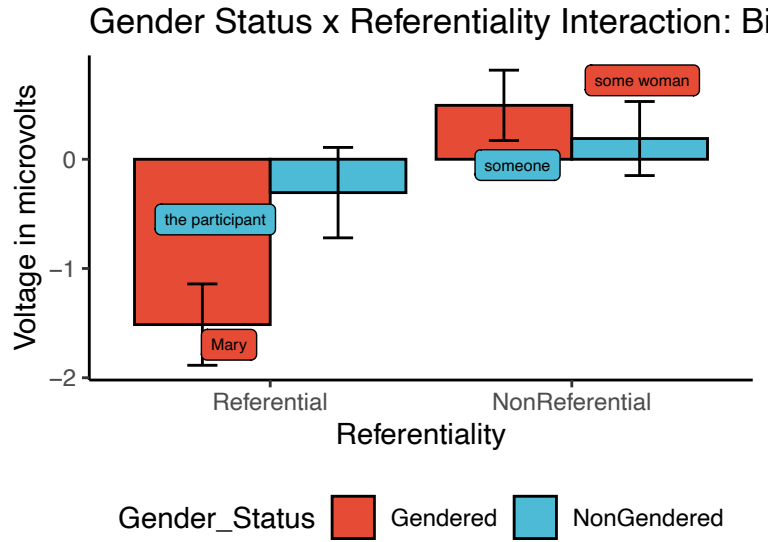 Gender Status x Referentiality Interaction: Bi
Voltage in microvolts
0
−1
−2
some woman
someone
the participant
Mary
Referential NonReferential
Referentiality
Gender_Status Gendered NonGendered